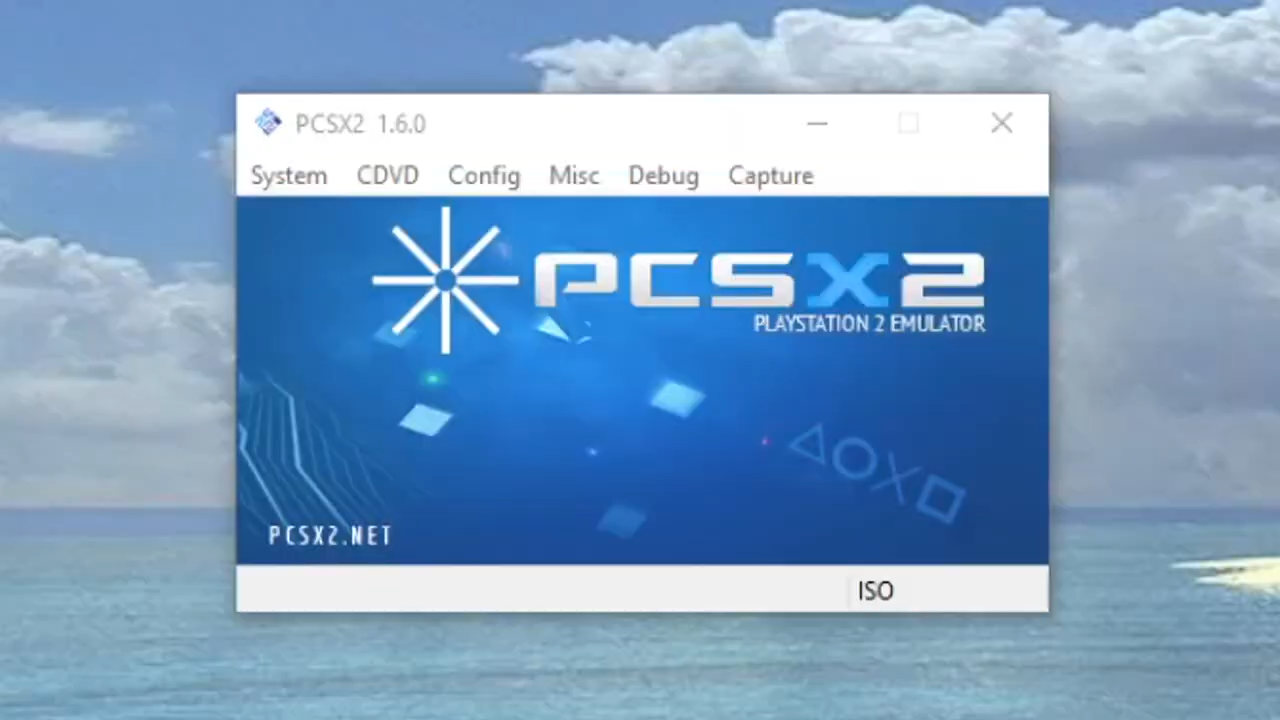 PCSX2 1.6.0
System CDVD Config Misc Debug Capture
PCSX2
PLAYSTATION 2 EMULATOR
PCSX2.NET
ISO